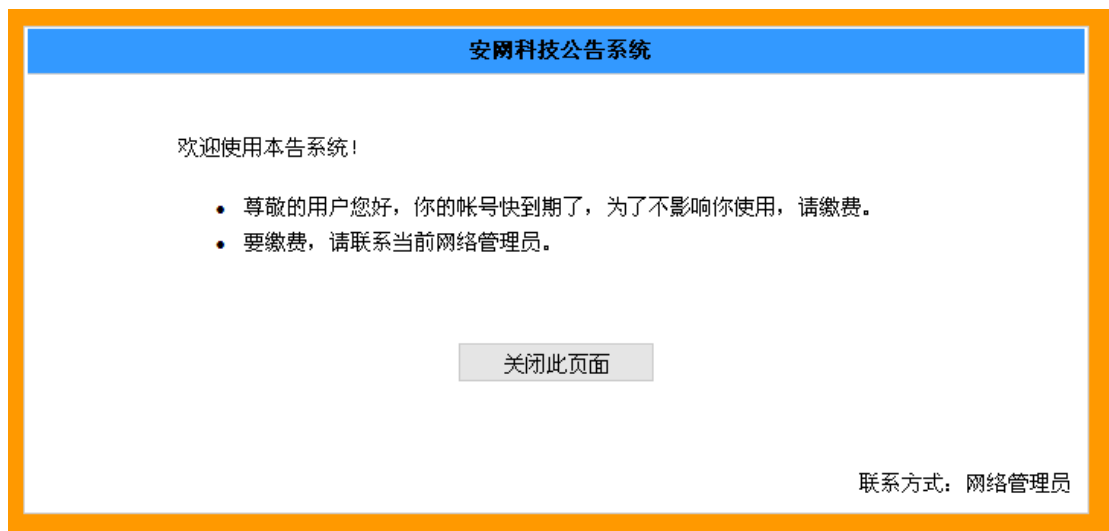 安网科技公告系统
欢迎使用本告系统!
尊敬的用户您好，你的帐号快到期了，为了不影响你使用，请缴费。
要缴费，请联系当前网络管理员。
关闭此页面
联系方式：网络管理员